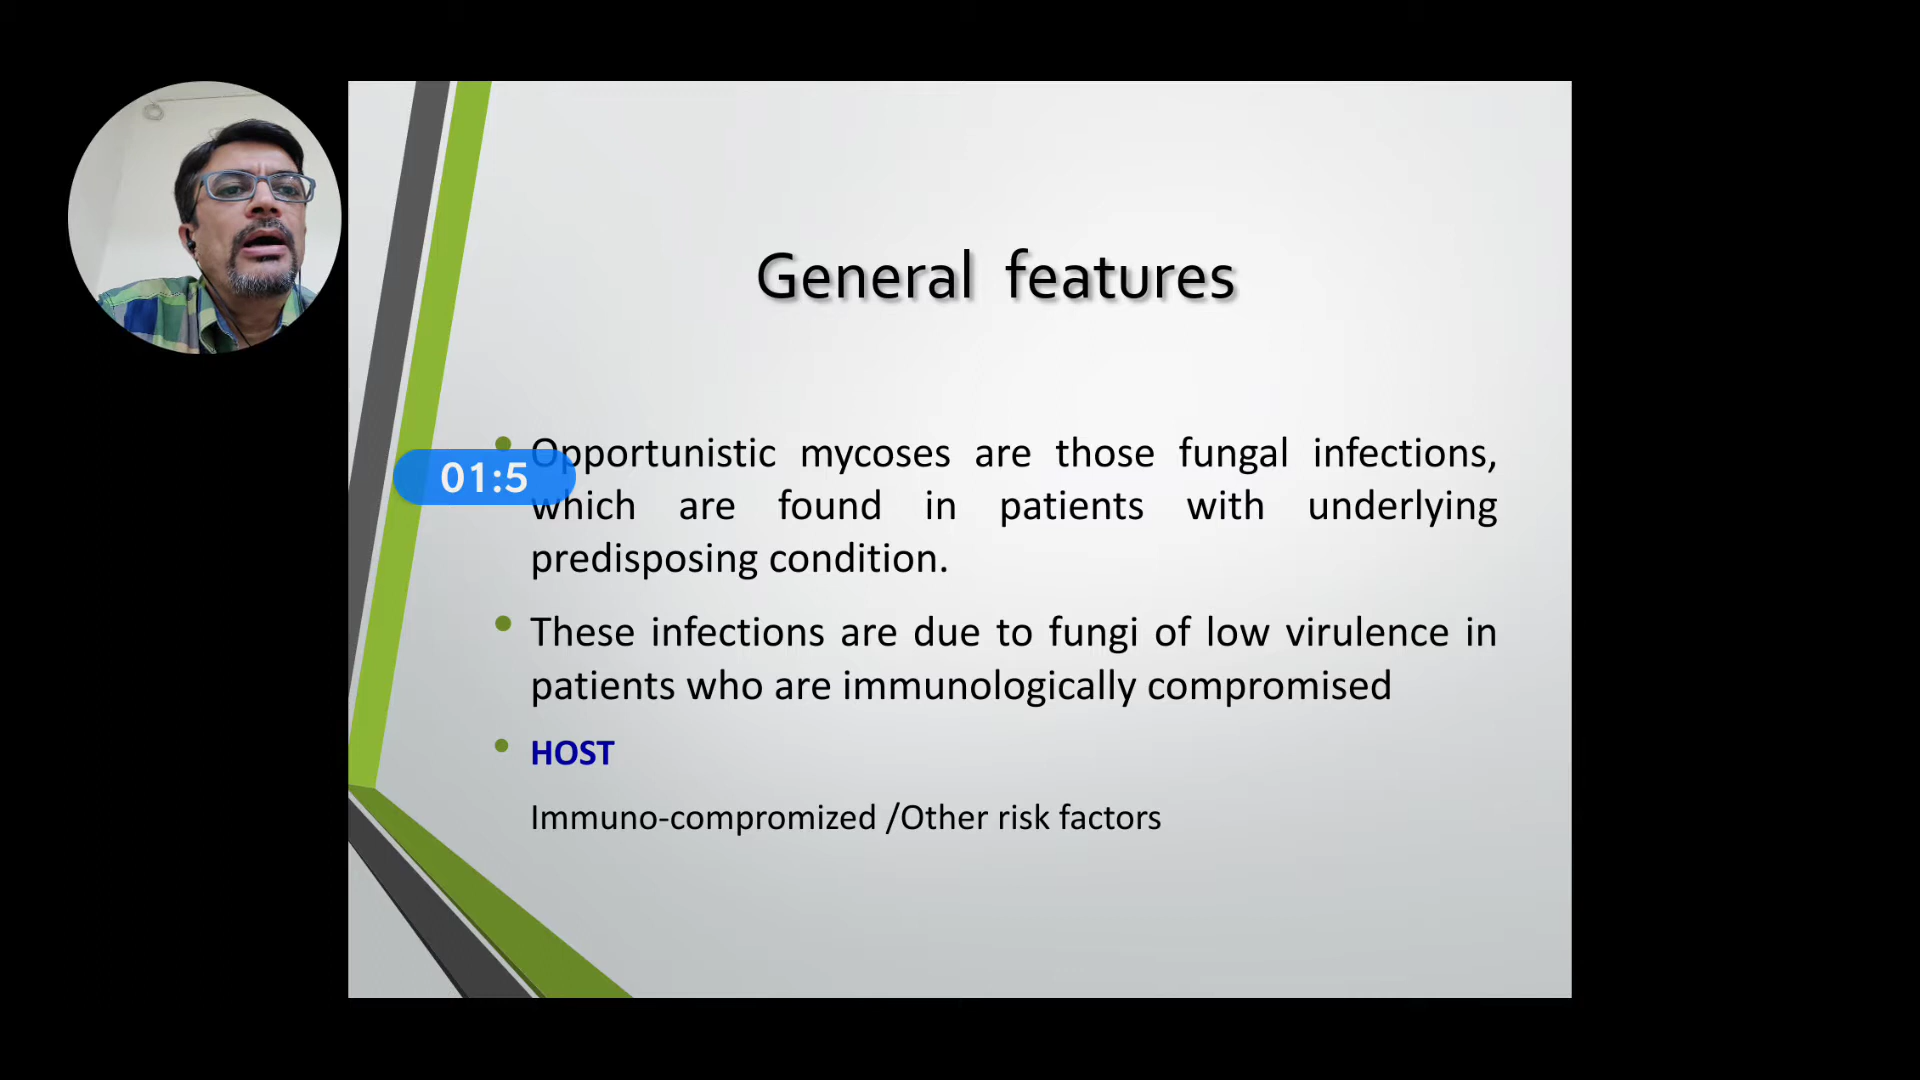 General features
01:5
• Opportunistic mycoses are those fungal infections,
which are found in patients with underlying
predisposing condition.
• These infections are due to fungi of low virulence in
patients who are immunologically compromised
• HOST
Immuno-compromized /Other risk factors